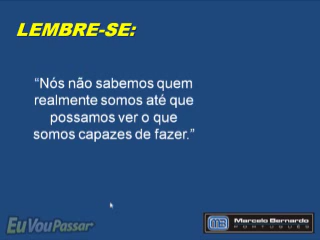 LEMBRE-SE:
“Nós não sabemos quem
realmente somos até que
possamos ver o que
somos capazes de fazer.”
EuVouPassar
Marcelo Bernardo
PORTUGUÊS